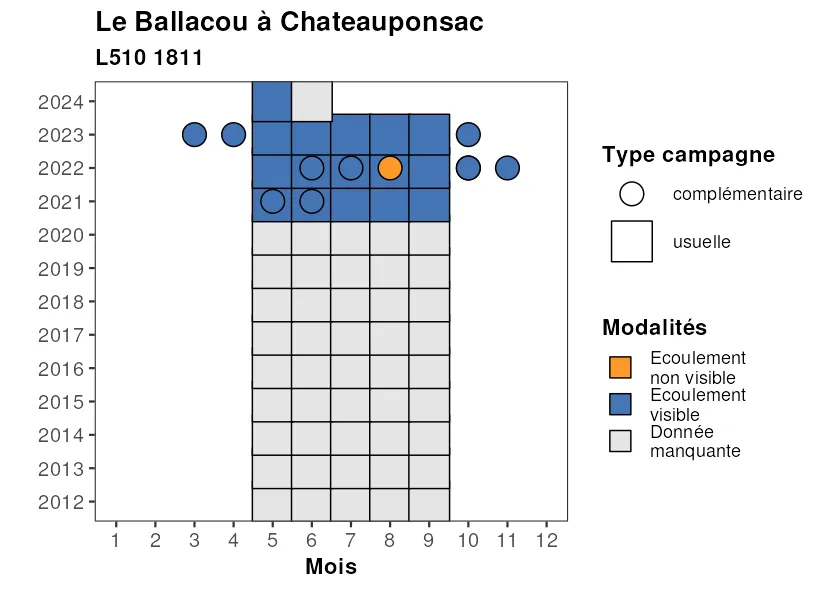 Le Ballacou à Chateauponsac
L510 1811
2024
2023
2022
2021
2020
2019
2018
2017
2016
2015
2014
2013
2012
1 2 3 4 5 6 7 8 9 10 11 12
Mois
Type campagne
complémentaire
usuelle
Modalités
Ecoulement
non visible
Ecoulement
visible
Donnée
manquante